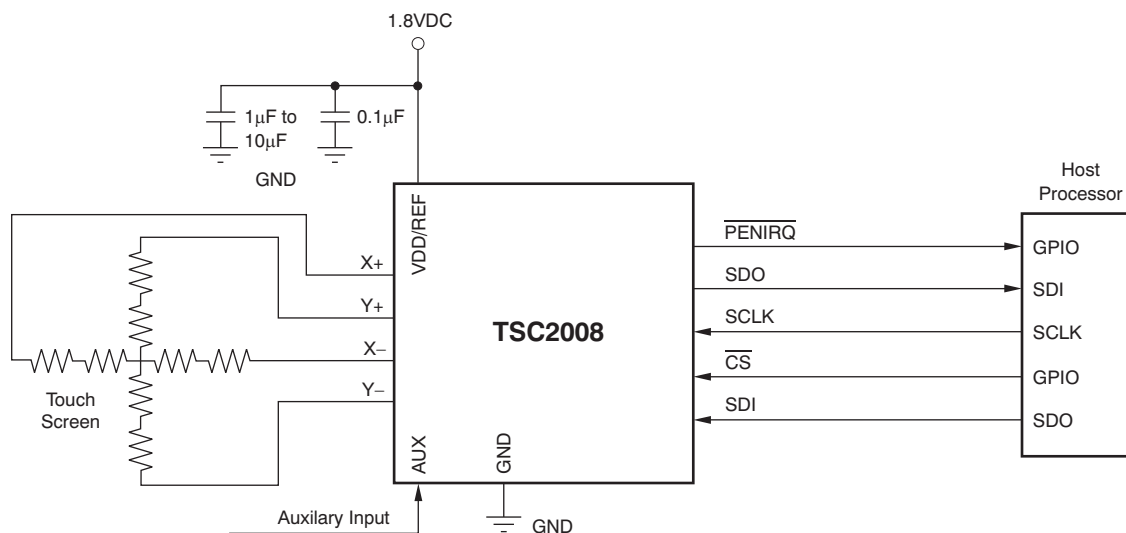 1.8VDC
1μF to
10μF
0.1μF
GND
Host
Processor
VDD/REF
X+
Y+
X−
Y−
Touch
Screen
TSC2008
PENIRQ
SDO
SCLK
CS
SDI
GPIO
SDI
SCLK
GPIO
SDO
AUX
GND
Auxilary Input
GND